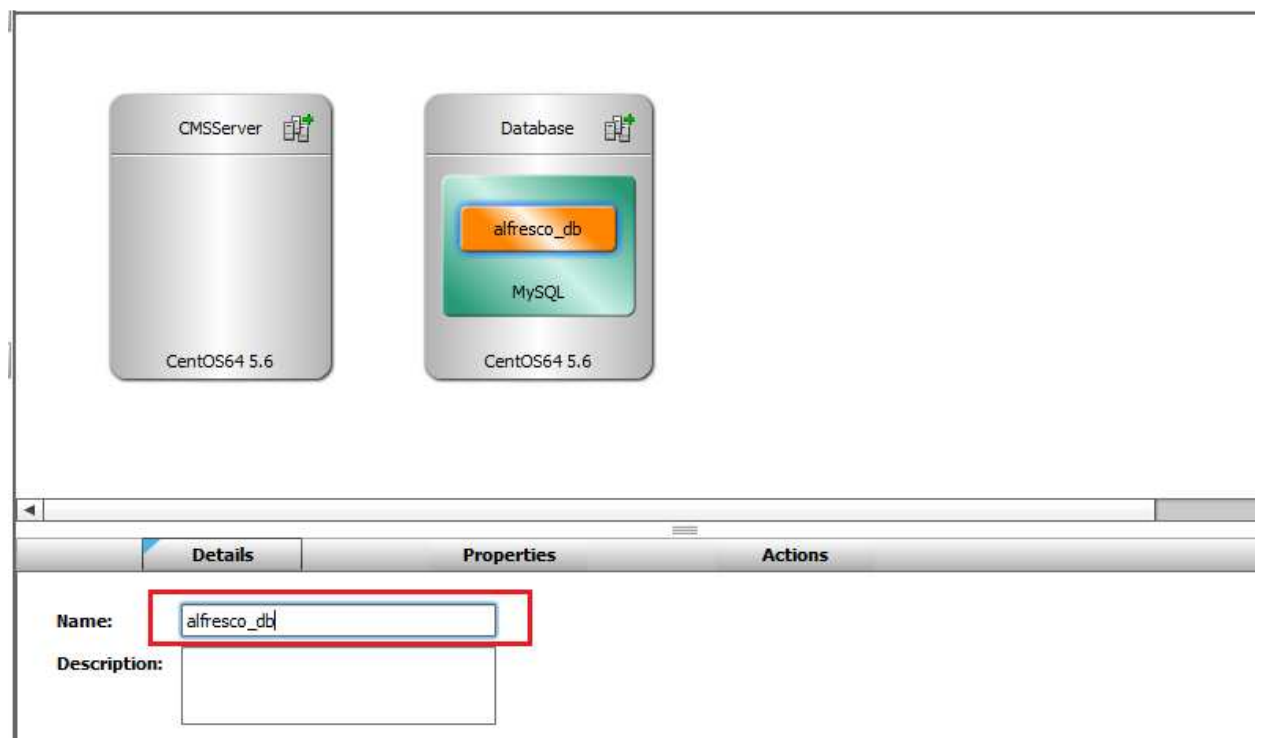 CMSServer
Database
alfresco_db
MySQL
CentOS64 5.6
CentOS64 5.6
Details Properties Actions
Name: alfresco_db
Description: